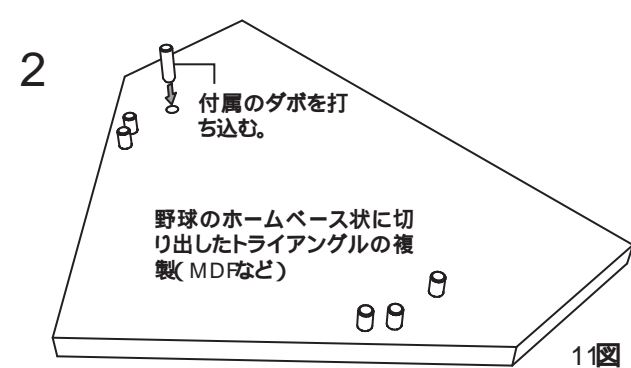 2
付属のダボを打
ち込む。
野球のホームベース状に切
り出したトライアングルの複
製(MDFなど)
11図